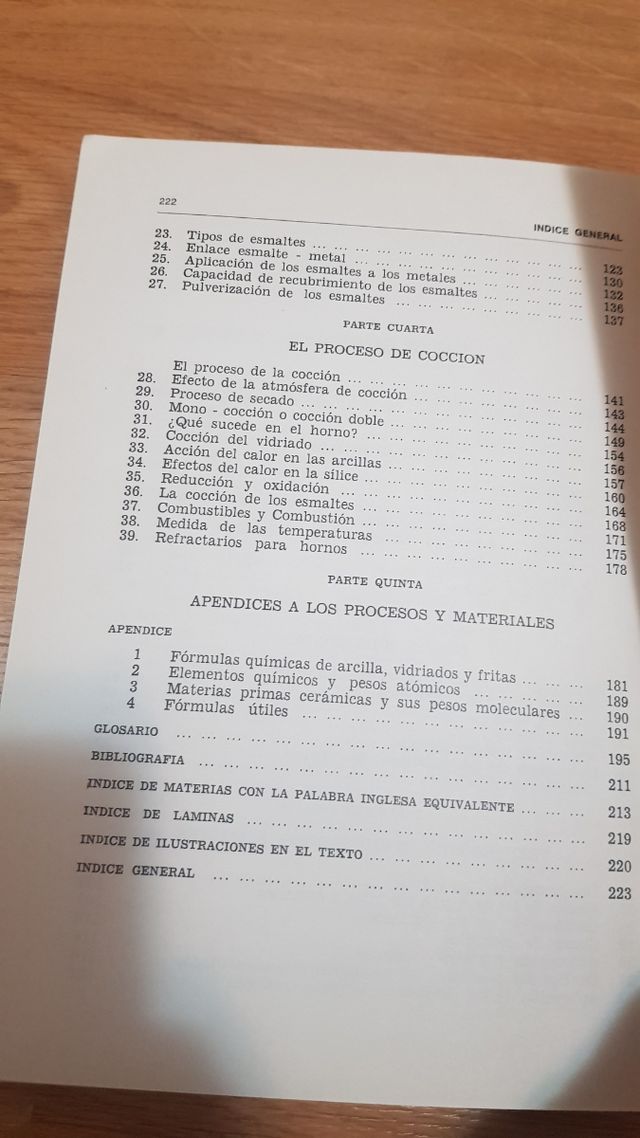 222
INDICE GENERAL
23. Tipos de esmaltes ... ... ... ... ... ... ... ... ... ... ... 123
24. Enlace esmalte - metal ... ... ... ... ... ... ... ... ... 130
25. Aplicación de los esmaltes a los metales ... ... ... ... ... 132
26. Capacidad de recubrimiento de los esmaltes ... ... ... ... 136
27. Pulverización de los esmaltes ... ... ... ... ... ... ... ... 137
PARTE CUARTA
EL PROCESO DE COCCION
El proceso de la cocción ... ... ... ... ... ... ... ... ... 141
28. Efecto de la atmósfera de cocción ... ... ... ... ... ... ... 143
29. Proceso de secado ... ... ... ... ... ... ... ... ... ... ... 144
30. Mono - cocción o cocción doble ... ... ... ... ... ... ... ... 149
31. ¿Qué sucede en el horno? ... ... ... ... ... ... ... ... ... 154
32. Cocción del vidriado ... ... ... ... ... ... ... ... ... ... 156
33. Acción del calor en las arcillas ... ... ... ... ... ... ... ... 157
34. Efectos del calor en la sílice ... ... ... ... ... ... ... ... ... 160
35. Reducción y oxidación ... ... ... ... ... ... ... ... ... ... 164
36. La cocción de los esmaltes ... ... ... ... ... ... ... ... ... 168
37. Combustibles y Combustión ... ... ... ... ... ... ... ... ... 171
38. Medida de las temperaturas ... ... ... ... ... ... ... ... 175
39. Refractarios para hornos ... ... ... ... ... ... ... ... ... 178
PARTE QUINTA
APENDICES A LOS PROCESOS Y MATERIALES
APENDICE
1 Fórmulas químicas de arcilla, vidriados y fritas ... ... ... 181
2 Elementos químicos y pesos atómicos ... ... ... ... ... 189
3 Materias primas cerámicas y sus pesos moleculares ... 190
4 Fórmulas útiles ... ... ... ... ... ... ... ... ... ... ... 191
GLOSARIO ... ... ... ... ... ... ... ... ... ... ... ... ... ... ... ... 195
BIBLIOGRAFIA ... ... ... ... ... ... ... ... ... ... ... ... ... ... ... 211
INDICE DE MATERIAS CON LA PALABRA INGLESA EQUIVALENTE ... ... ... 213
INDICE DE LAMINAS ... ... ... ... ... ... ... ... ... ... ... ... ... 219
INDICE DE ILUSTRACIONES EN EL TEXTO ... ... ... ... ... ... ... ... 220
INDICE GENERAL ... ... ... ... ... ... ... ... ... ... ... ... ... ... 223